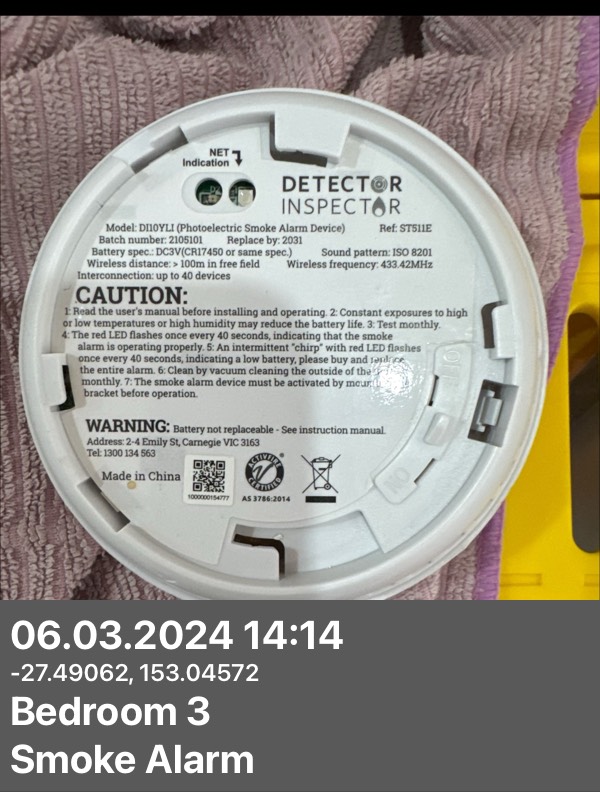 NET
Indication
DETECTOR
INSPECTOR
Model: DI10YLI (Photoelectric Smoke Alarm Device) Ref: ST511E
Batch number: 2105101 Replace by: 2031
Battery spec.: DC3V(CR17450 or same spec.) Sound pattern: ISO 8201
Wireless distance: > 100m in free field Wireless frequency: 433.42MHz
Interconnection: up to 40 devices
CAUTION:
1: Read the user's manual before installing and operating. 2: Constant exposures to high
or low temperatures or high humidity may reduce the battery life. 3: Test monthly.
4: The red LED flashes once every 40 seconds, indicating that the smoke
alarm is operating properly. 5: An intermittent "chirp" with red LED flashes
once every 40 seconds, indicating a low battery, please buy and replace
the entire alarm. 6: Clean by vacuum cleaning the outside of the
monthly. 7: The smoke alarm device must be activated by
bracket before operation.
WARNING: Battery not replaceable - See instruction manual.
Address: 2-4 Emily St, Carnegie VIC 3163
Tel: 1300 134 563
Made in China
1000000154777
ACTIVFIRE
CERTIFIED
AS 3786:2014
06.03.2024 14:14
-27.49062, 153.04572
Bedroom 3
Smoke Alarm